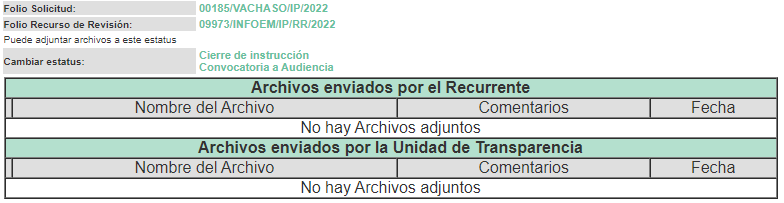 Folio Solicitud: 00185/VACHASO/IP/2022
Folio Recurso de Revisión: 09973/INFOEM/IP/RR/2022
Puede adjuntar archivos a este estatus
Cambiar estatus: Cierre de instrucción
Convocatoria a Audiencia
Archivos enviados por el Recurrente
Nombre del Archivo Comentarios Fecha
No hay Archivos adjuntos
Archivos enviados por la Unidad de Transparencia
Nombre del Archivo Comentarios Fecha
No hay Archivos adjuntos